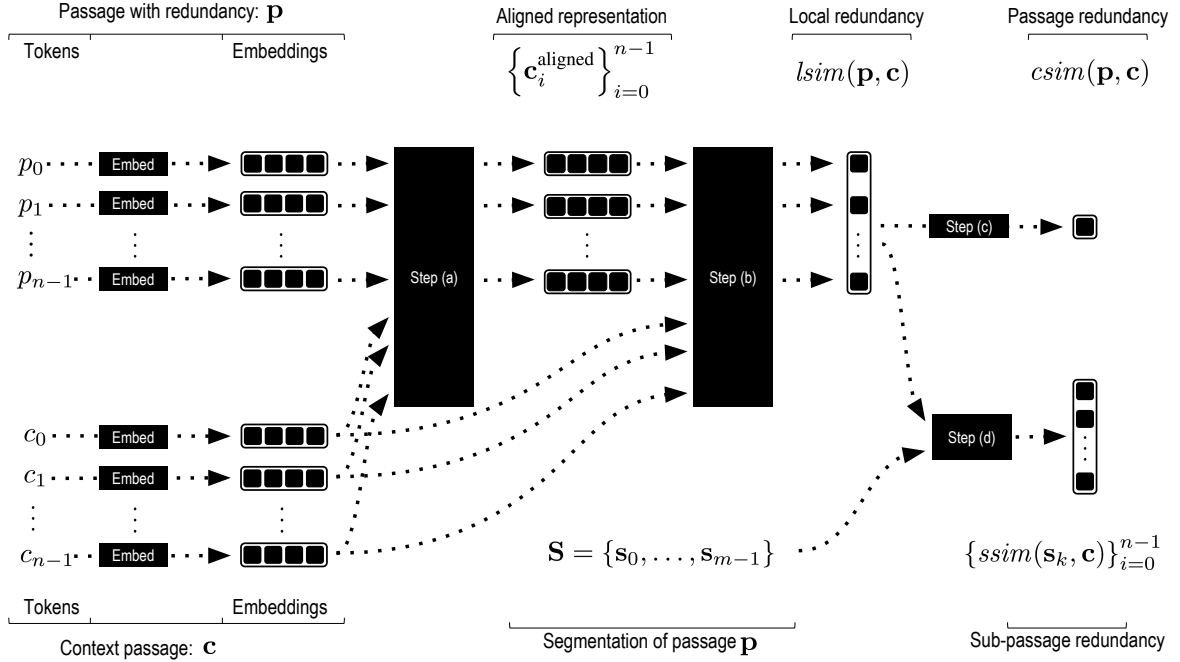 Passage with redundancy: p
Aligned representation
Local redundancy
Passage redundancy
Tokens
Embeddings
{c_i^aligned}_{i=0}^{n−1}
lsim(p, c)
csim(p, c)
p_0
Embed
p_1
Embed
p_{n−1}
Embed
Step (a)
Step (b)
Step (c)
c_0
Embed
c_1
Embed
c_{n−1}
Embed
Step (d)
S = {s_0, . . . , s_{m−1}}
{ssim(s_k, c)}_{i=0}^{n−1}
Tokens
Embeddings
Context passage: c
Segmentation of passage p
Sub-passage redundancy